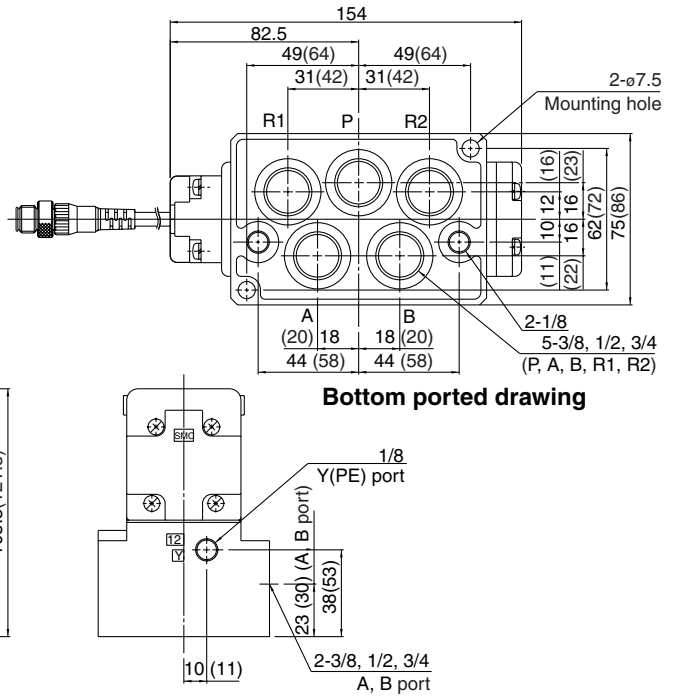 154
82.5
49(64) 49(64)
31(42) 31(42)
2-ø7.5
Mounting hole
R1 P R2
(16)
(23)
12
16
10
16
(11)
(22)
62(72)
75(86)
A B
(20) 18 18 (20)
44 (58) 44 (58)
2-1/8
5-3/8, 1/2, 3/4
(P, A, B, R1, R2)
Bottom ported drawing
SMC
1/8
Y(PE) port
12
Y
23 (30) (A, B port)
38(53)
10 (11)
2-3/8, 1/2, 3/4
A, B port